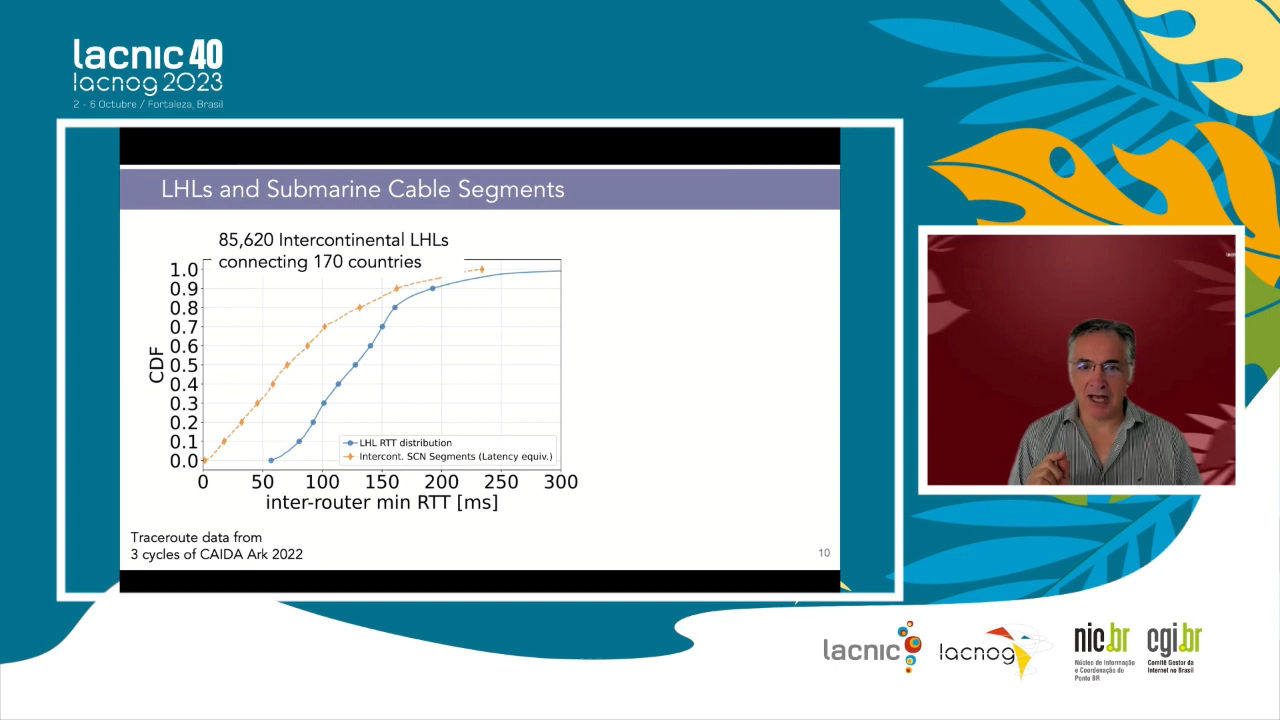 lacnic 40
lacnog 2023
2 - 6 Octubre / Fortaleza, Brasil
LHLs and Submarine Cable Segments
85,620 Intercontinental LHLs
connecting 170 countries
1.0
0.9
0.8
0.7
0.6
0.5
0.4
0.3
0.2
0.1
0.0
CDF
LHL RTT distribution
Intercont. SCN Segments (Latency equiv.)
0 50 100 150 200 250 300
inter-router min RTT [ms]
Traceroute data from
3 cycles of CAIDA Ark 2022
10
lacnic
lacnog
nic.br
Núcleo de Informação
e Coordenação do
Ponto BR
cgi.br
Comitê Gestor da
Internet no Brasil